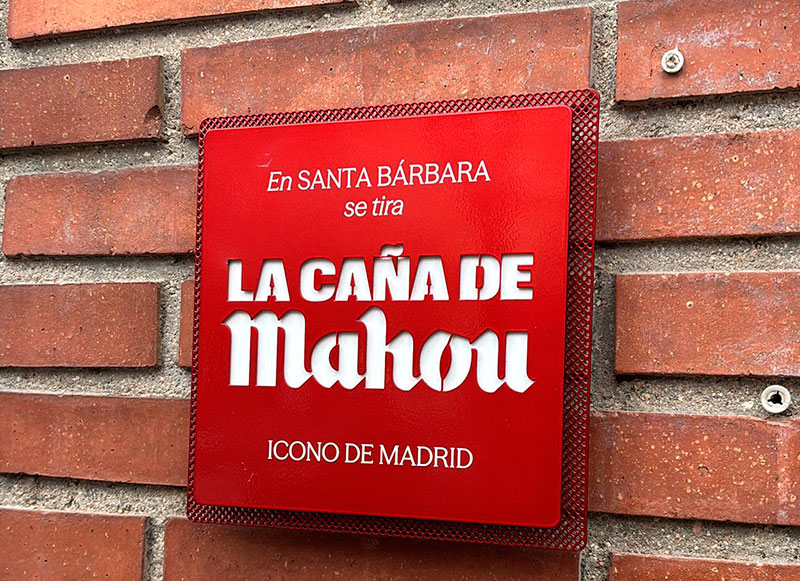 En SANTA BÁRBARA
se tira
LA CAÑA DE
Mahou
ICONO DE MADRID